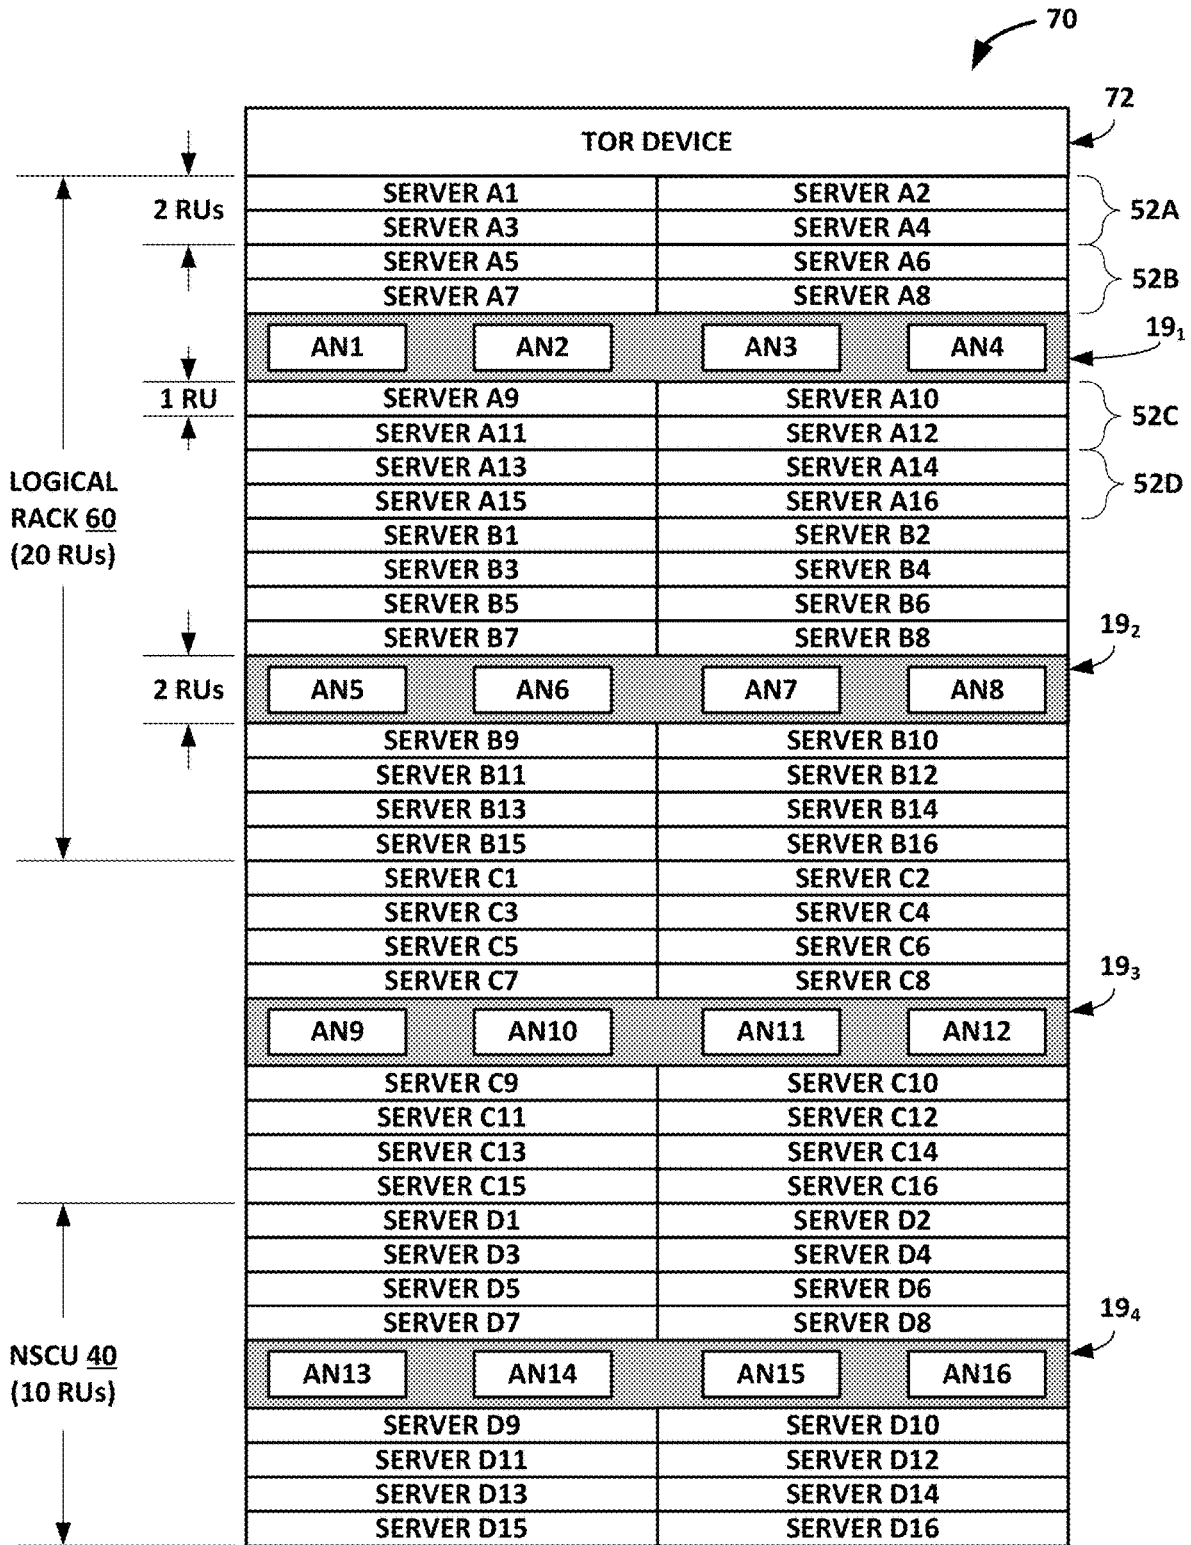 70
72
TOR DEVICE
SERVER A1 SERVER A2
2 RUs
52A
SERVER A3 SERVER A4
SERVER A5 SERVER A6
52B
SERVER A7 SERVER A8
19₁
AN1 AN2 AN3 AN4
1 RU
SERVER A9 SERVER A10
52C
SERVER A11 SERVER A12
SERVER A13 SERVER A14
52D
SERVER A15 SERVER A16
LOGICAL
RACK 60
(20 RUs)
SERVER B1 SERVER B2
SERVER B3 SERVER B4
SERVER B5 SERVER B6
SERVER B7 SERVER B8
19₂
2 RUs
AN5 AN6 AN7 AN8
SERVER B9 SERVER B10
SERVER B11 SERVER B12
SERVER B13 SERVER B14
SERVER B15 SERVER B16
SERVER C1 SERVER C2
SERVER C3 SERVER C4
SERVER C5 SERVER C6
SERVER C7 SERVER C8
19₃
AN9 AN10 AN11 AN12
SERVER C9 SERVER C10
SERVER C11 SERVER C12
SERVER C13 SERVER C14
SERVER C15 SERVER C16
SERVER D1 SERVER D2
SERVER D3 SERVER D4
SERVER D5 SERVER D6
SERVER D7 SERVER D8
19₄
NSCU 40
(10 RUs)
AN13 AN14 AN15 AN16
SERVER D9 SERVER D10
SERVER D11 SERVER D12
SERVER D13 SERVER D14
SERVER D15 SERVER D16